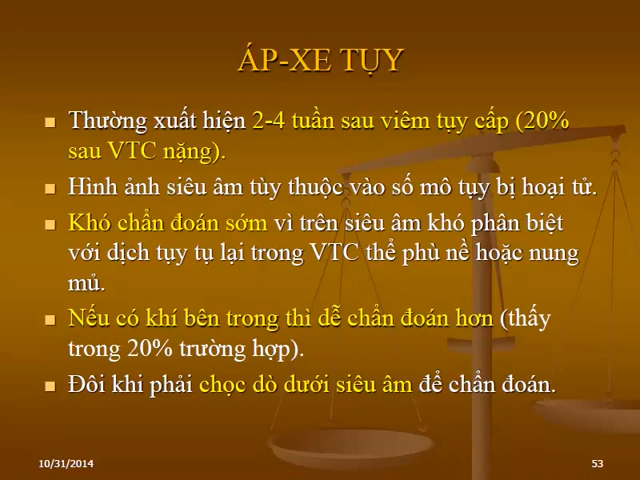 ÁP-XE TỤY
Thường xuất hiện 2-4 tuần sau viêm tụy cấp (20%
sau VTC nặng).
Hình ảnh siêu âm tùy thuộc vào số mô tụy bị hoại tử.
Khó chẩn đoán sớm vì trên siêu âm khó phân biệt
với dịch tụy tụ lại trong VTC thể phù nề hoặc nung
mủ.
Nếu có khí bên trong thì dễ chẩn đoán hơn (thấy
trong 20% trường hợp).
Đôi khi phải chọc dò dưới siêu âm để chẩn đoán.
10/31/2014
53